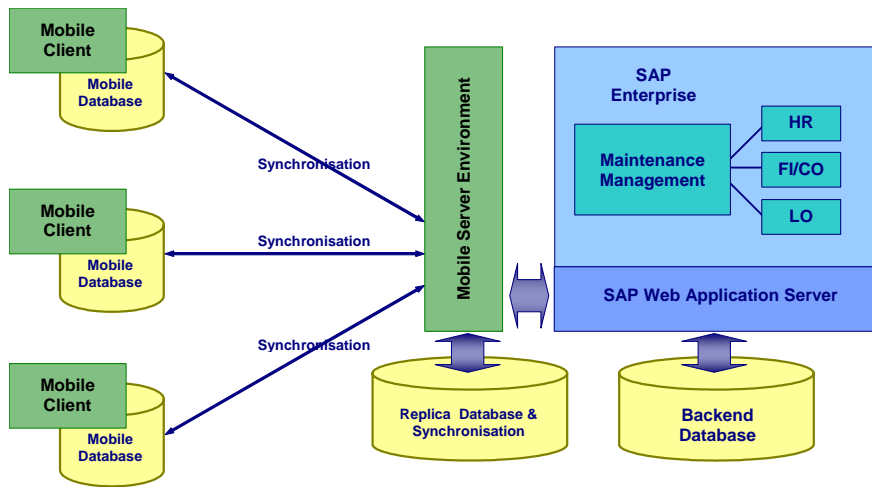 Mobile
Client
Mobile
Database
Synchronisation
Mobile
Client
Mobile
Database
Synchronisation
Mobile
Client
Mobile
Database
Synchronisation
Mobile Server Environment
Replica Database &
Synchronisation
SAP
Enterprise
Maintenance
Management
HR
FI/CO
LO
SAP Web Application Server
Backend
Database